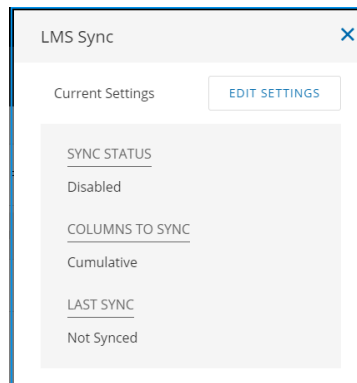 LMS Sync
Current Settings
EDIT SETTINGS
SYNC STATUS
Disabled
COLUMNS TO SYNC
Cumulative
LAST SYNC
Not Synced